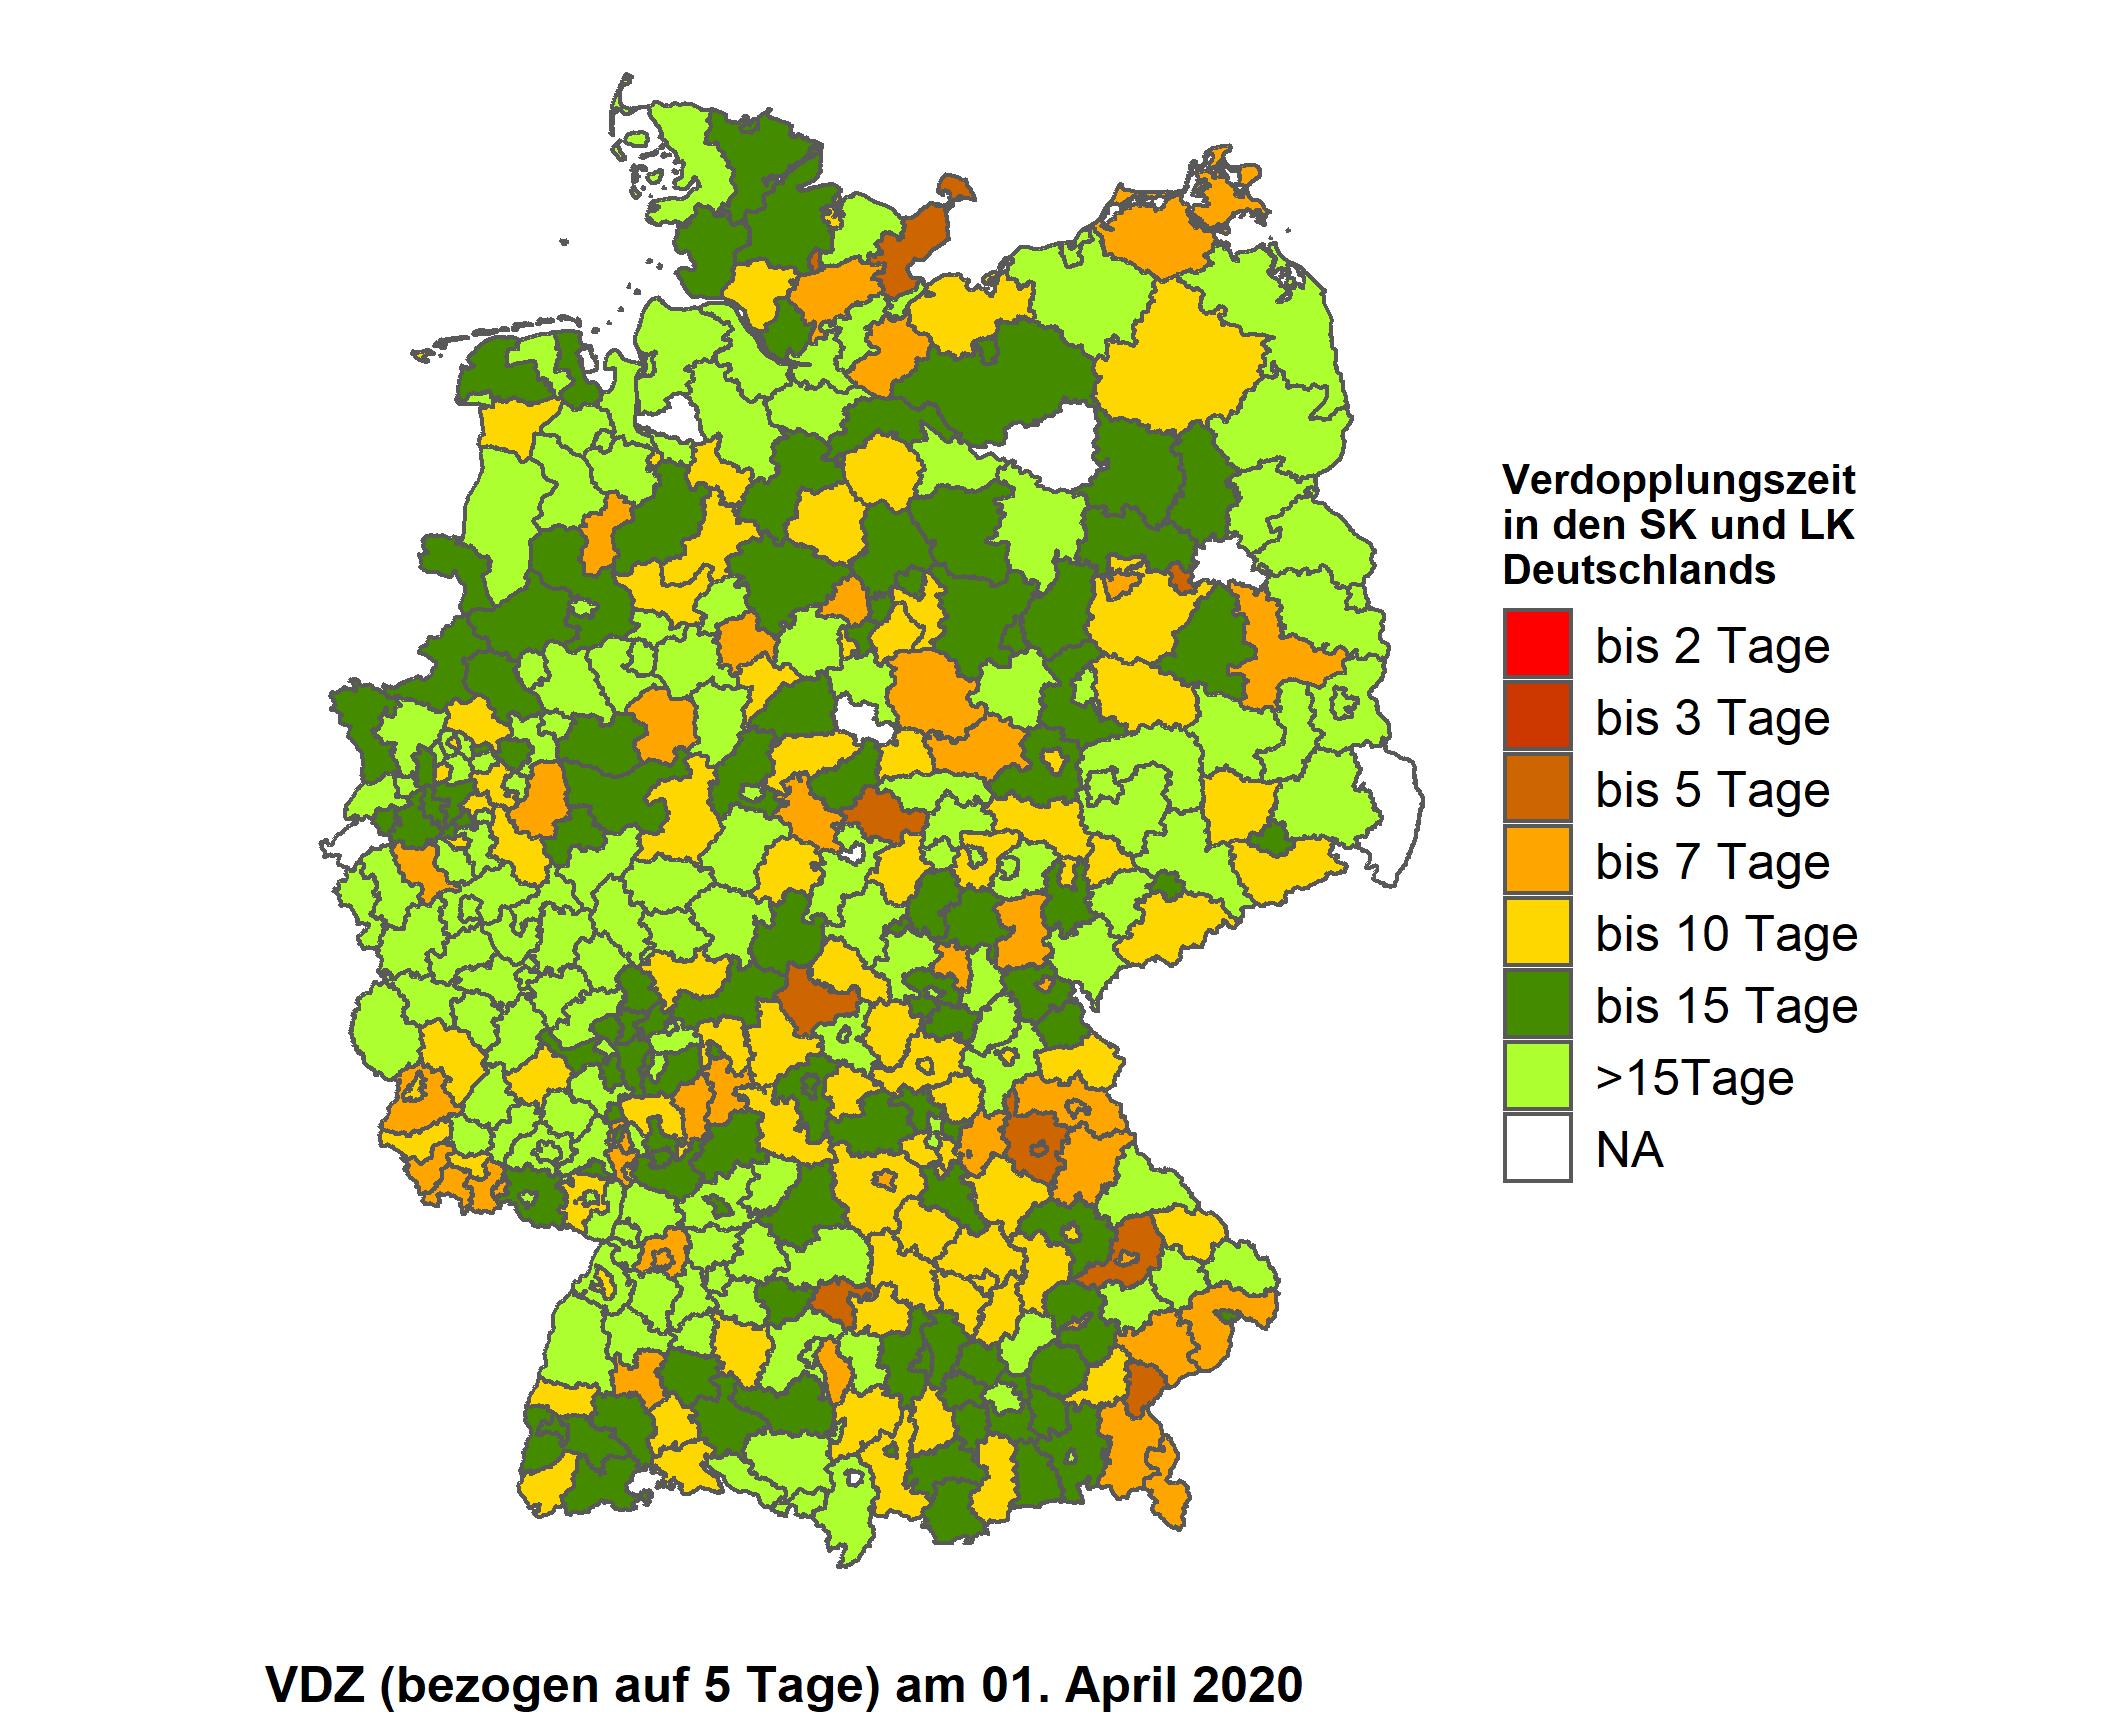 Verdopplungszeit
in den SK und LK
Deutschlands
bis 2 Tage
bis 3 Tage
bis 5 Tage
bis 7 Tage
bis 10 Tage
bis 15 Tage
>15Tage
NA
VDZ (bezogen auf 5 Tage) am 01. April 2020